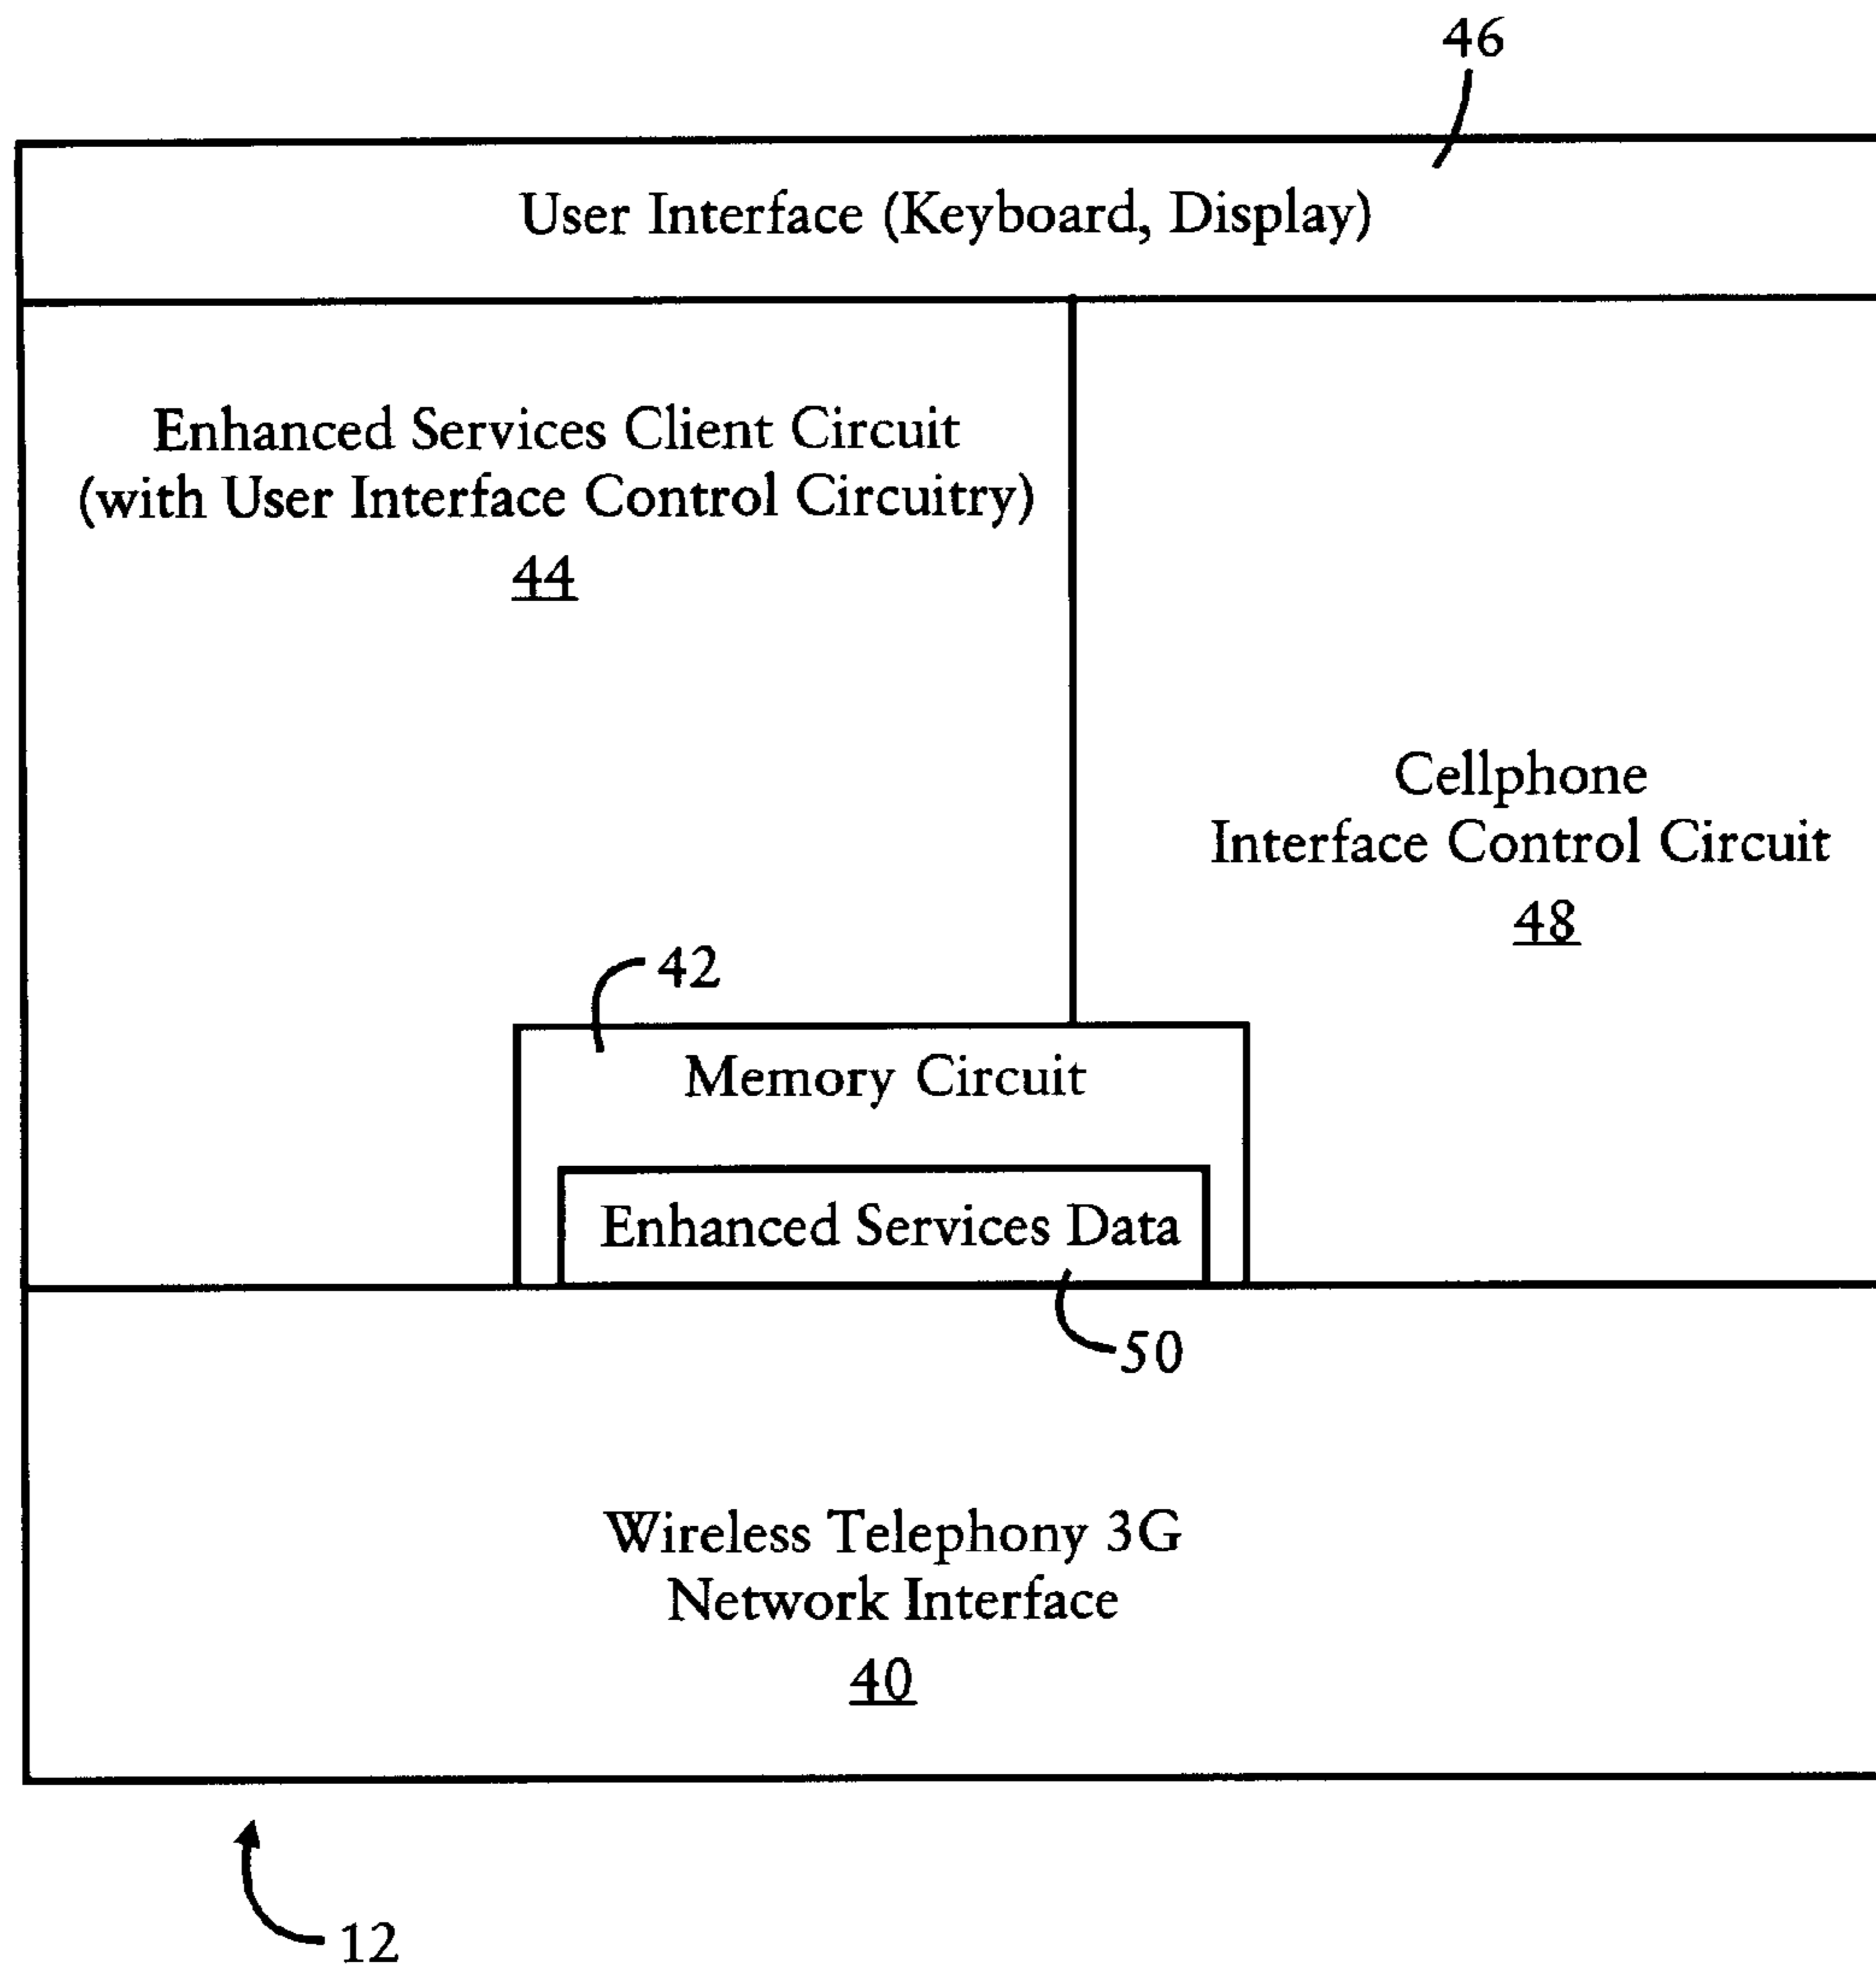 46
User Interface (Keyboard, Display)
Enhanced Services Client Circuit
(with User Interface Control Circuitry)
44
Cellphone
Interface Control Circuit
48
42
Memory Circuit
Enhanced Services Data
50
Wireless Telephony 3G
Network Interface
40
12